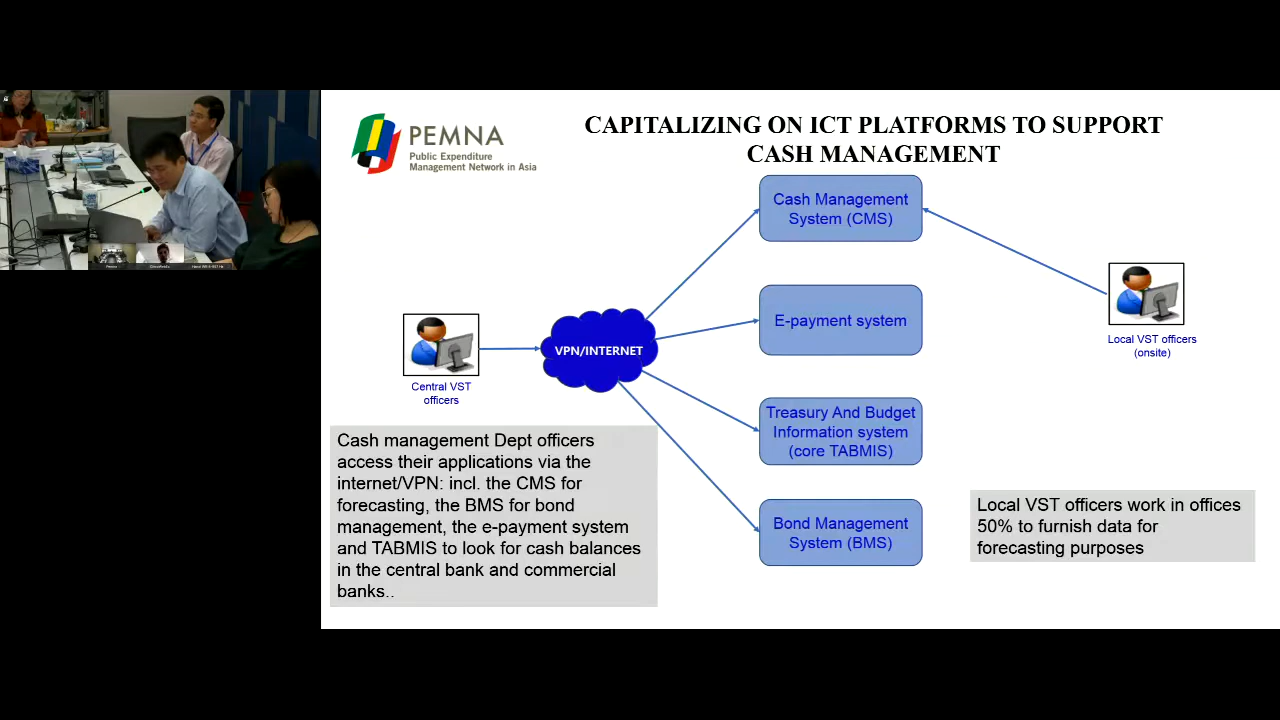 PEMNA
Public Expenditure
Management Network in Asia
CAPITALIZING ON ICT PLATFORMS TO SUPPORT
CASH MANAGEMENT
Cash Management
System (CMS)
E-payment system
VPN/INTERNET
Central VST
officers
Local VST officers
(onsite)
Treasury And Budget
Information system
(core TABMIS)
Bond Management
System (BMS)
Cash management Dept officers
access their applications via the
internet/VPN: incl. the CMS for
forecasting, the BMS for bond
management, the e-payment system
and TABMIS to look for cash balances
in the central bank and commercial
banks..
Local VST officers work in offices
50% to furnish data for
forecasting purposes